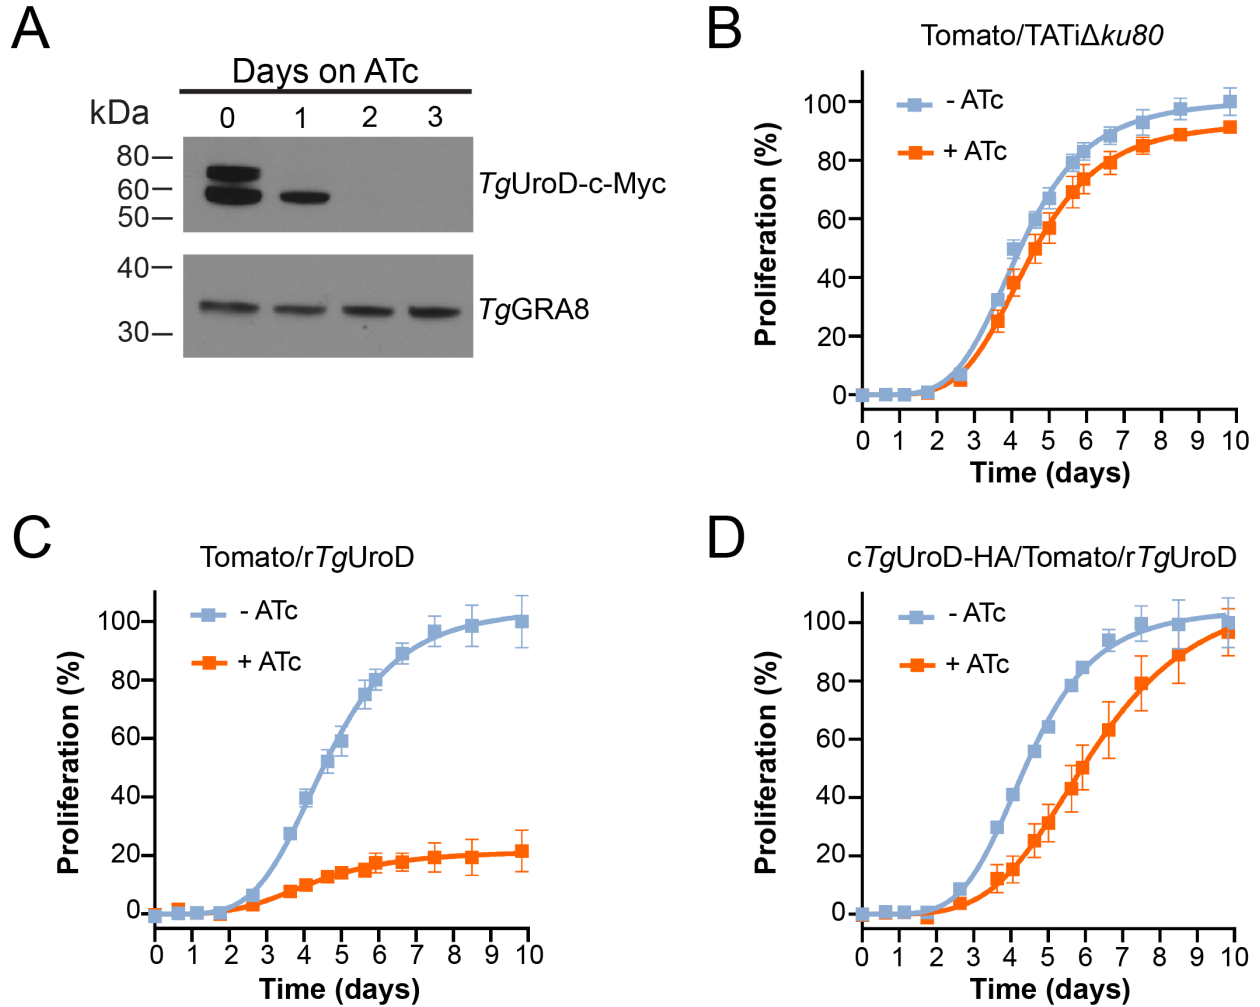 A
Days on ATc
kDa
0 1 2 3
80
60
50
TgUroD-c-Myc
40
30
TgGRA8
B
Tomato/TATiΔku80
- ATc
+ ATc
Proliferation (%)
100
80
60
40
20
0
0 1 2 3 4 5 6 7 8 9 10
Time (days)
C
Tomato/rTgUroD
- ATc
+ ATc
Proliferation (%)
100
80
60
40
20
0
0 1 2 3 4 5 6 7 8 9 10
Time (days)
D
cTgUroD-HA/Tomato/rTgUroD
- ATc
+ ATc
Proliferation (%)
100
80
60
40
20
0
0 1 2 3 4 5 6 7 8 9 10
Time (days)